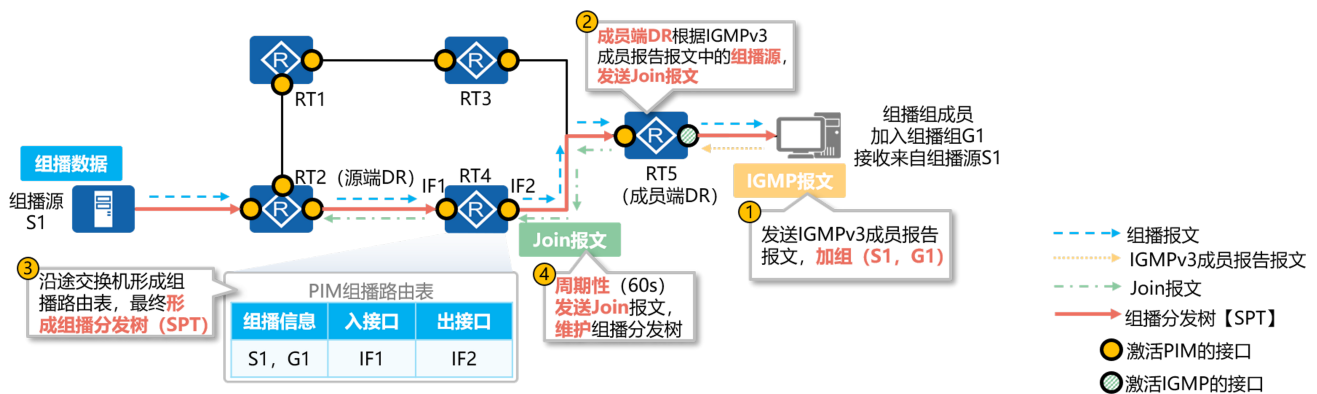 ②
成员端DR根据IGMPv3
成员报告报文中的组播源,
发送Join报文
R
RT1
R
RT3
R
RT5
(成员端DR)
组播组成员
加入组播组G1
接收来自组播源S1
组播数据
组播源
S1
R
RT2
(源端DR)
R
RT4
IF1
IF2
IGMP报文
①
发送IGMPv3成员报告
报文,加组(S1,G1)
Join报文
③
沿途交换机形成组
播路由表,最终形
成组播分发树(SPT)
④
周期性(60s)
发送Join报文,
维护组播分发树
PIM组播路由表
组播信息 入接口 出接口
S1,G1 IF1 IF2
组播报文
IGMPv3成员报告报文
Join报文
组播分发树【SPT】
激活PIM的接口
激活IGMP的接口